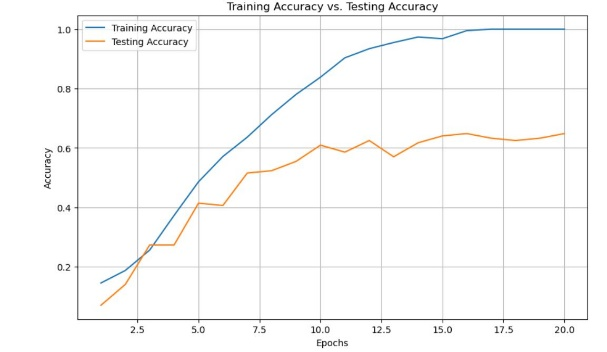 Training Accuracy vs. Testing Accuracy
Training Accuracy
Testing Accuracy
1.0
0.8
0.6
0.4
0.2
Accuracy
2.5 5.0 7.5 10.0 12.5 15.0 17.5 20.0
Epochs